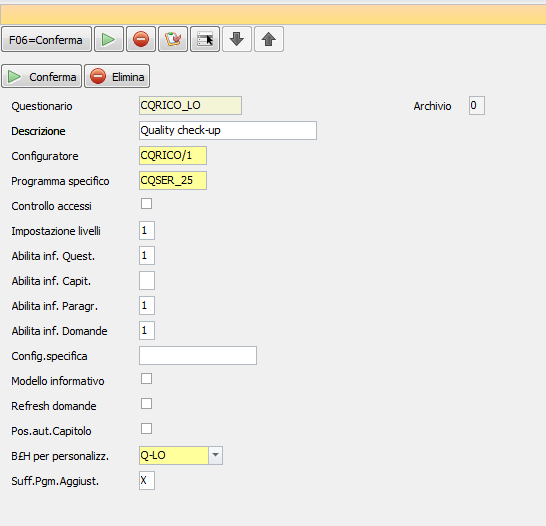 F06=Conferma
Conferma Elimina
Questionario CQRICO_LO Archivio 0
Descrizione Quality check-up
Configuratore CQRICO/1
Programma specifico CQSER_25
Controllo accessi
Impostazione livelli 1
Abilita inf. Quest. 1
Abilita inf. Capit.
Abilita inf. Paragr. 1
Abilita inf. Domande 1
Config.specifica
Modello informativo
Refresh domande
Pos.aut.Capitolo
B£H per personalizz. Q-LO
Suff.Pgm.Aggiust. X